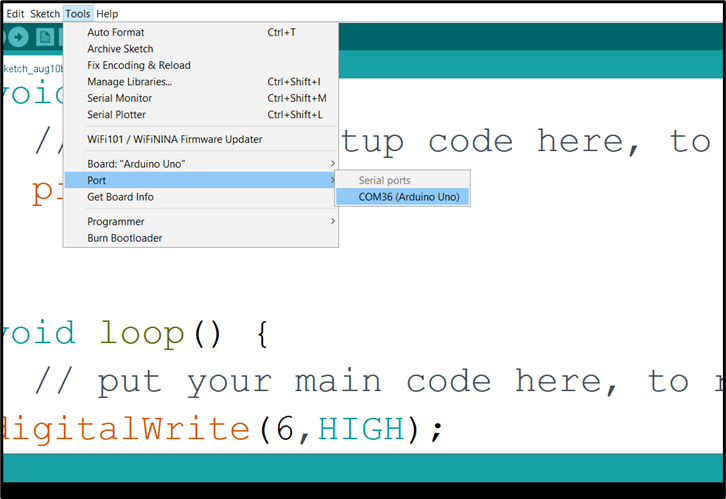 Edit Sketch Tools Help
Auto Format Ctrl+T
Archive Sketch
Fix Encoding & Reload
Manage Libraries... Ctrl+Shift+I
Serial Monitor Ctrl+Shift+M
Serial Plotter Ctrl+Shift+L
WiFi101 / WiFiNINA Firmware Updater
Board: "Arduino Uno"
Port
Serial ports
COM36 (Arduino Uno)
Get Board Info
Programmer
Burn Bootloader
ketch_aug10
void
// tup code here, to
p
void loop() {
// put your main code here, to r
digitalWrite(6,HIGH);